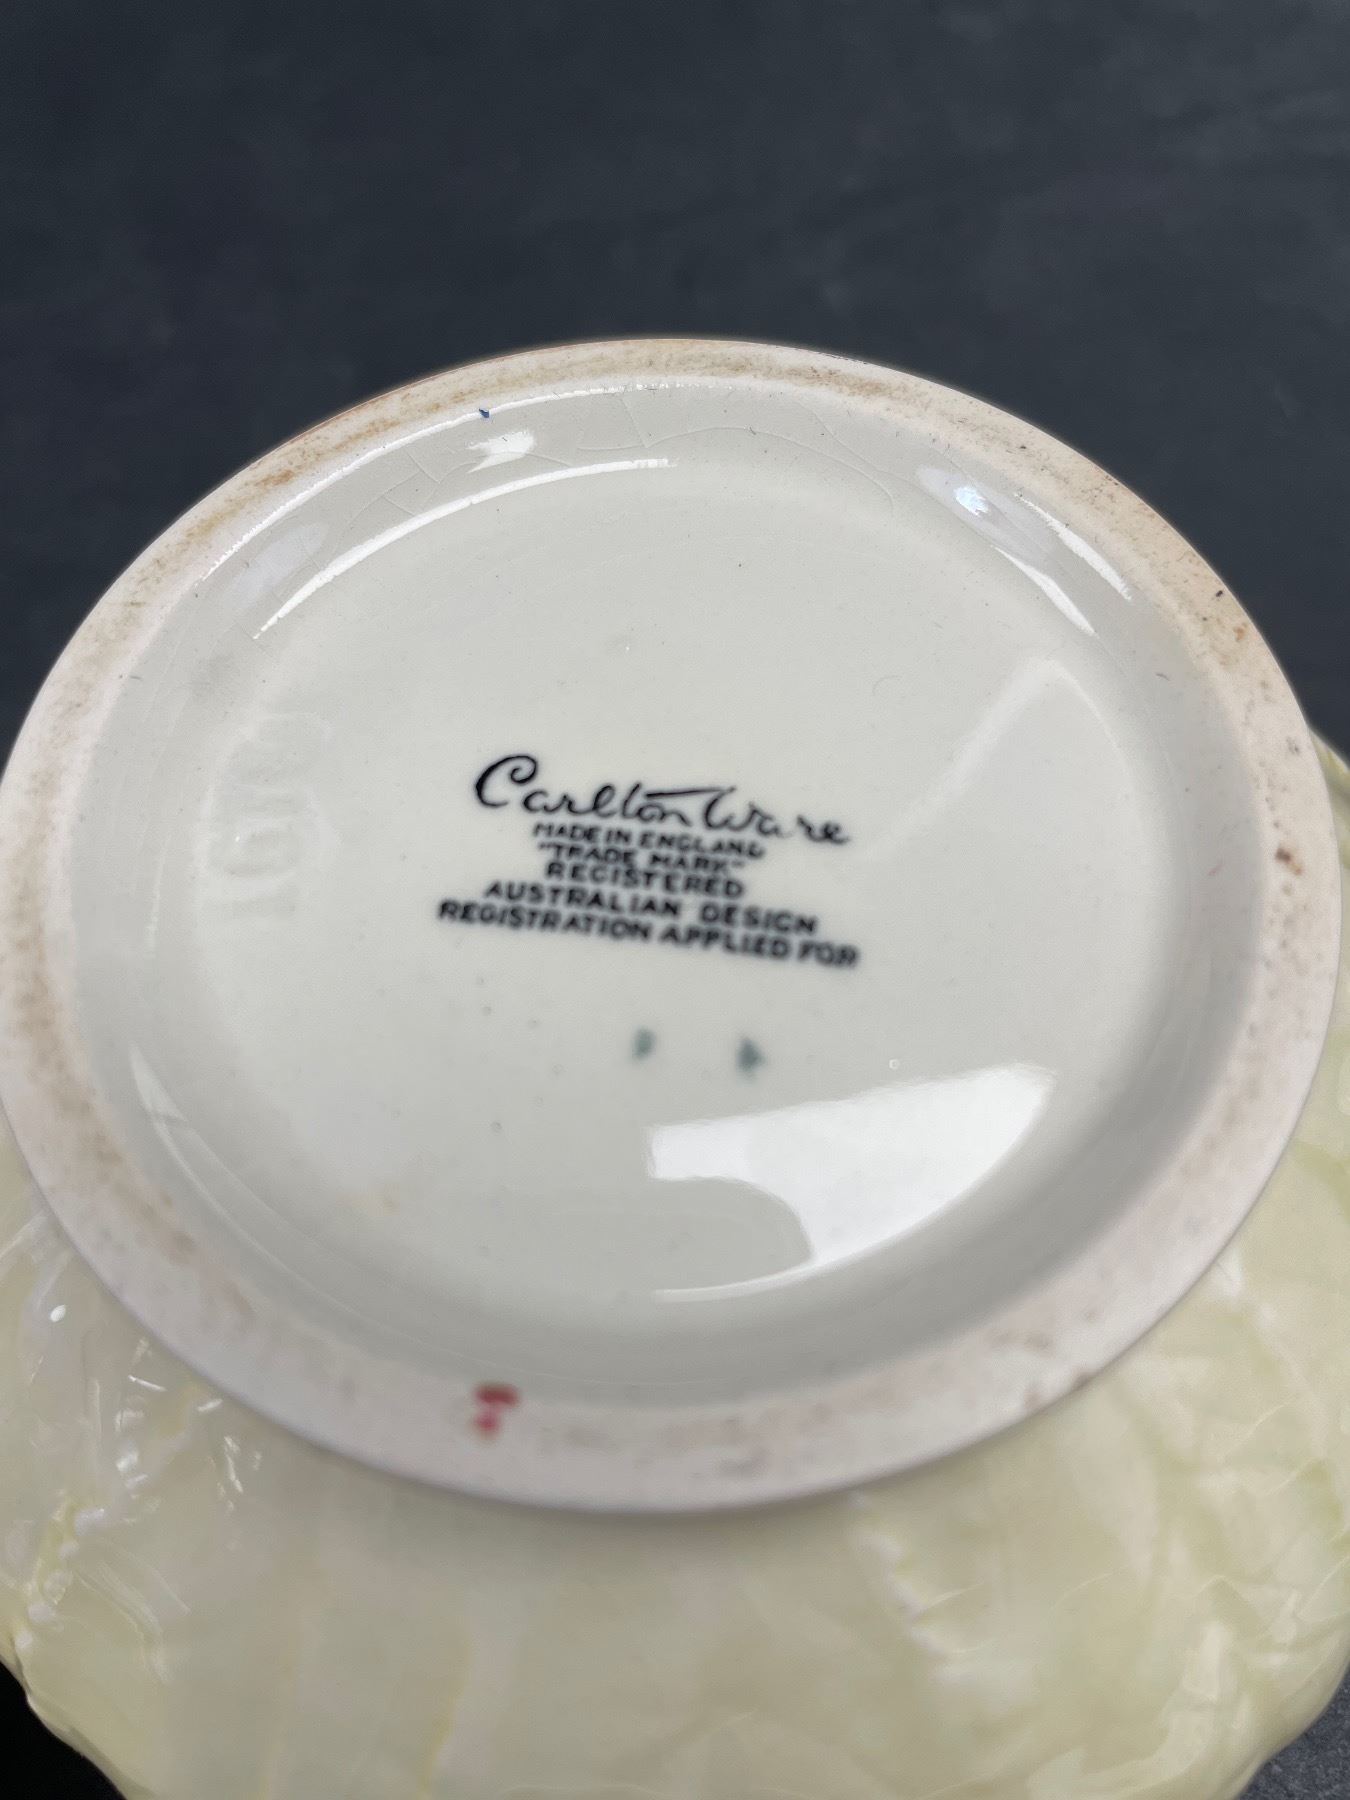 Carlton Ware
MADE IN ENGLAND
"TRADE MARK"
REGISTERED
AUSTRALIAN DESIGN
REGISTRATION APPLIED FOR